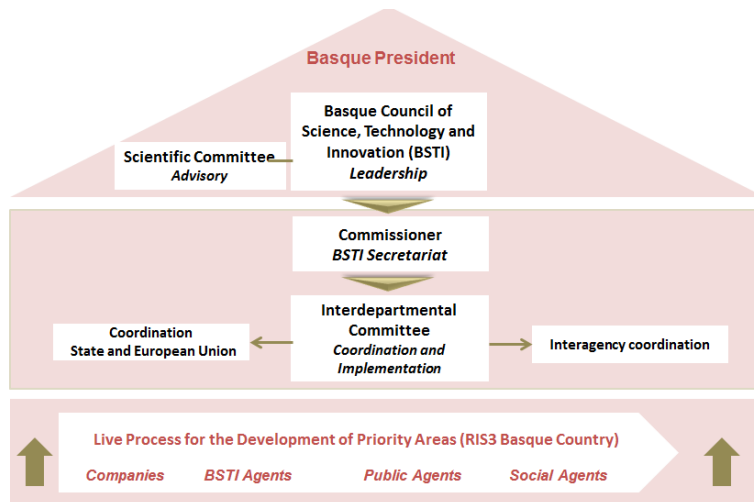 Basque President
Basque Council of
Science, Technology and
Innovation (BSTI)
Leadership
Scientific Committee
Advisory
Commissioner
BSTI Secretariat
Interdepartmental
Committee
Coordination and
Implementation
Coordination
State and European Union
Interagency coordination
Live Process for the Development of Priority Areas (RIS3 Basque Country)
Companies BSTI Agents Public Agents Social Agents